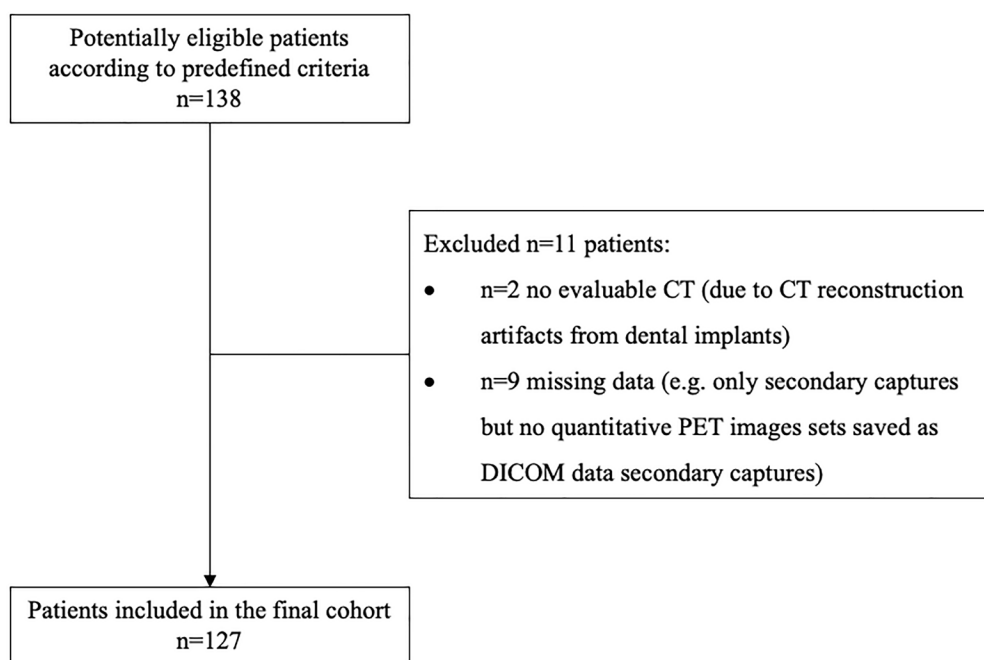 Potentially eligible patients
according to predefined criteria
n=138
Excluded n=11 patients:
• n=2 no evaluable CT (due to CT reconstruction
artifacts from dental implants)
• n=9 missing data (e.g. only secondary captures
but no quantitative PET images sets saved as
DICOM data secondary captures)
Patients included in the final cohort
n=127